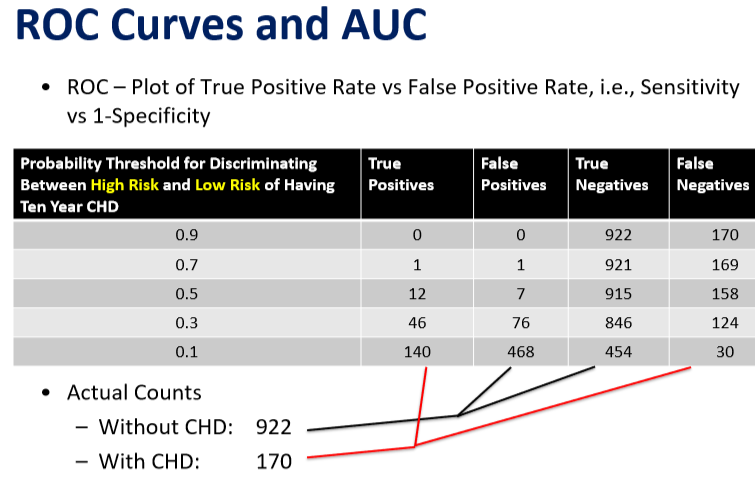 ROC Curves and AUC
• ROC – Plot of True Positive Rate vs False Positive Rate, i.e., Sensitivity
vs 1-Specificity
Probability Threshold for Discriminating Between High Risk and Low Risk of Having Ten Year CHD | True Positives | False Positives | True Negatives | False Negatives
0.9 | 0 | 0 | 922 | 170
0.7 | 1 | 1 | 921 | 169
0.5 | 12 | 7 | 915 | 158
0.3 | 46 | 76 | 846 | 124
0.1 | 140 | 468 | 454 | 30
• Actual Counts
– Without CHD: 922
– With CHD: 170